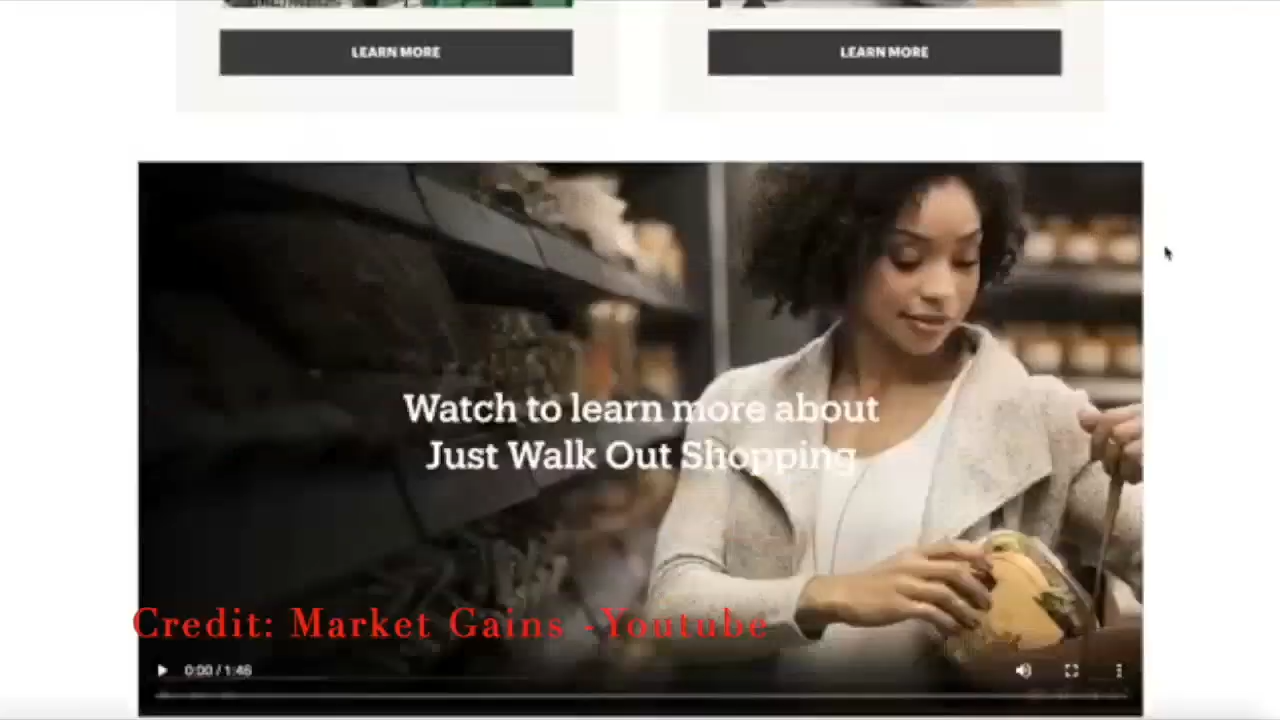 LEARN MORE
LEARN MORE
Watch to learn more about
Just Walk Out Shopping
Credit: Market Gains -Youtube
0:00 / 1:46